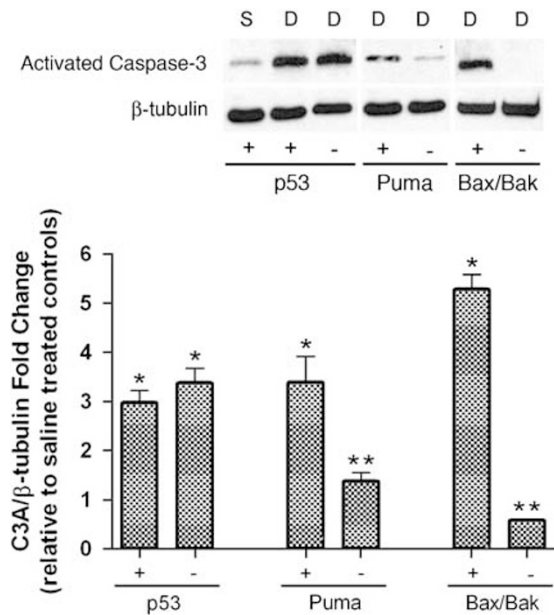 S D D D D D D
Activated Caspase-3
β-tubulin
+ + - + - + -
p53 Puma Bax/Bak
C3A/β-tubulin Fold Change
(relative to saline treated controls)
6
5
4
3
2
1
0
* * * ** * **
+ - + - + -
p53 Puma Bax/Bak